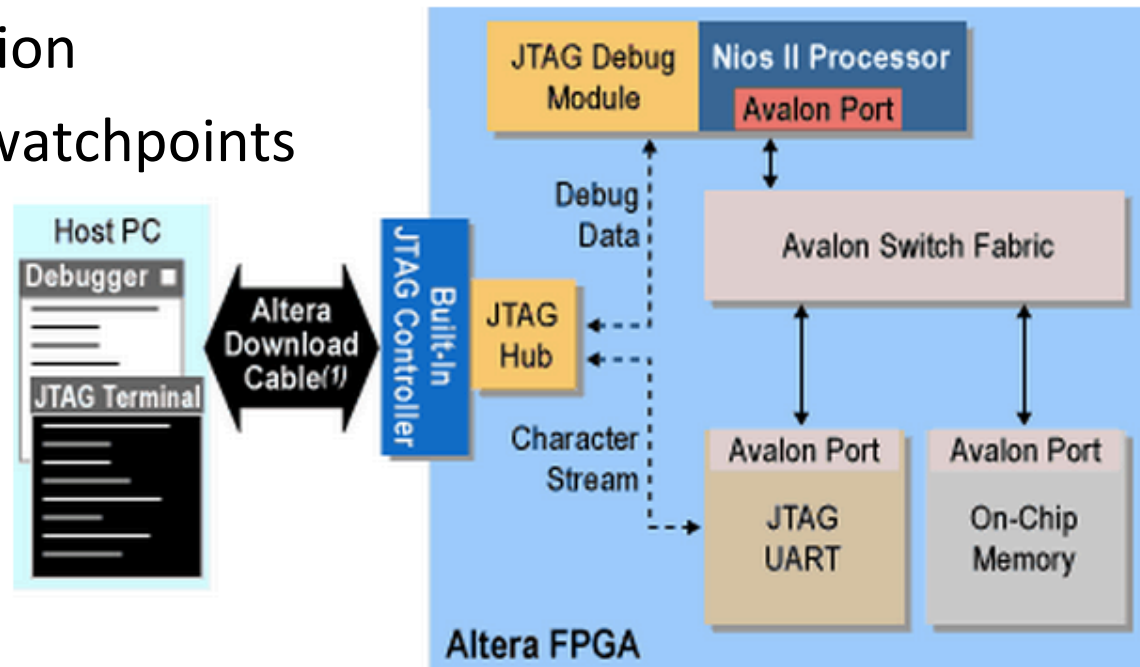 ion
watchpoints
Host PC
Debugger
JTAG Terminal
Altera
Download
Cable(1)
Built-In
JTAG Controller
JTAG
Hub
JTAG Debug
Module
Nios II Processor
Avalon Port
Debug
Data
Avalon Switch Fabric
Character
Stream
Avalon Port
JTAG
UART
Avalon Port
On-Chip
Memory
Altera FPGA